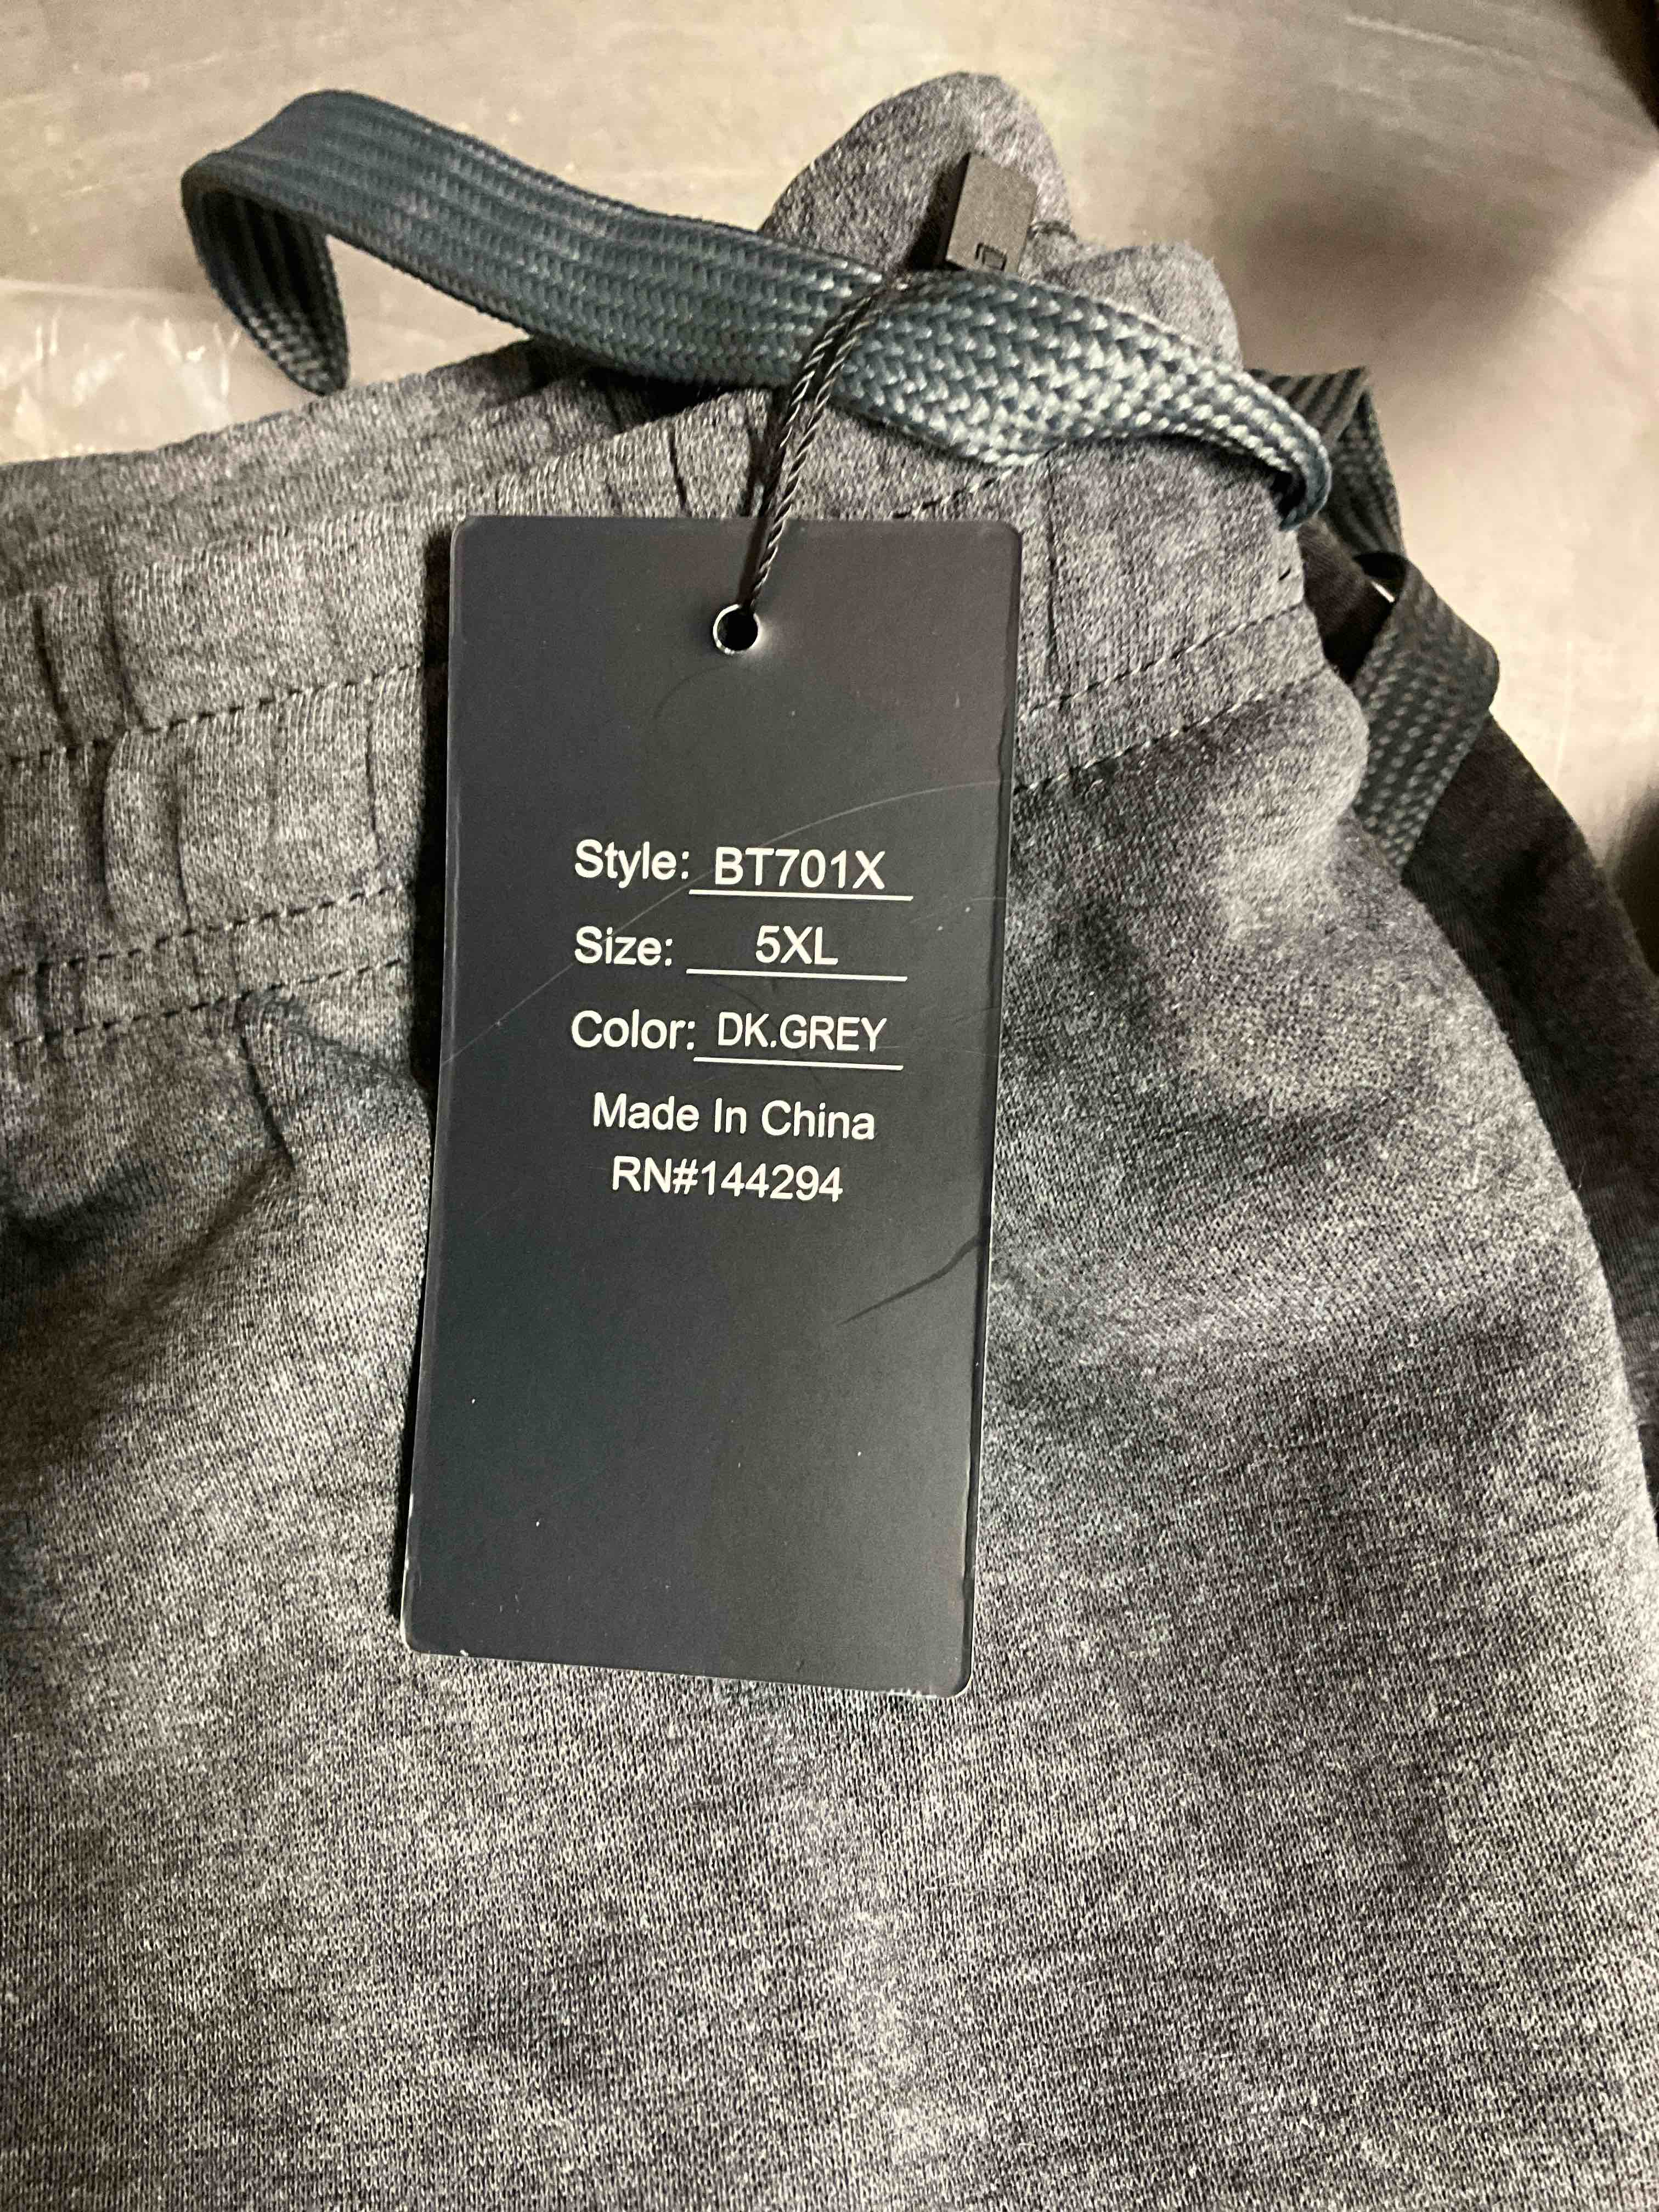 Style: BT701X
Size: 5XL
Color: DK.GREY
Made In China
RN#144294